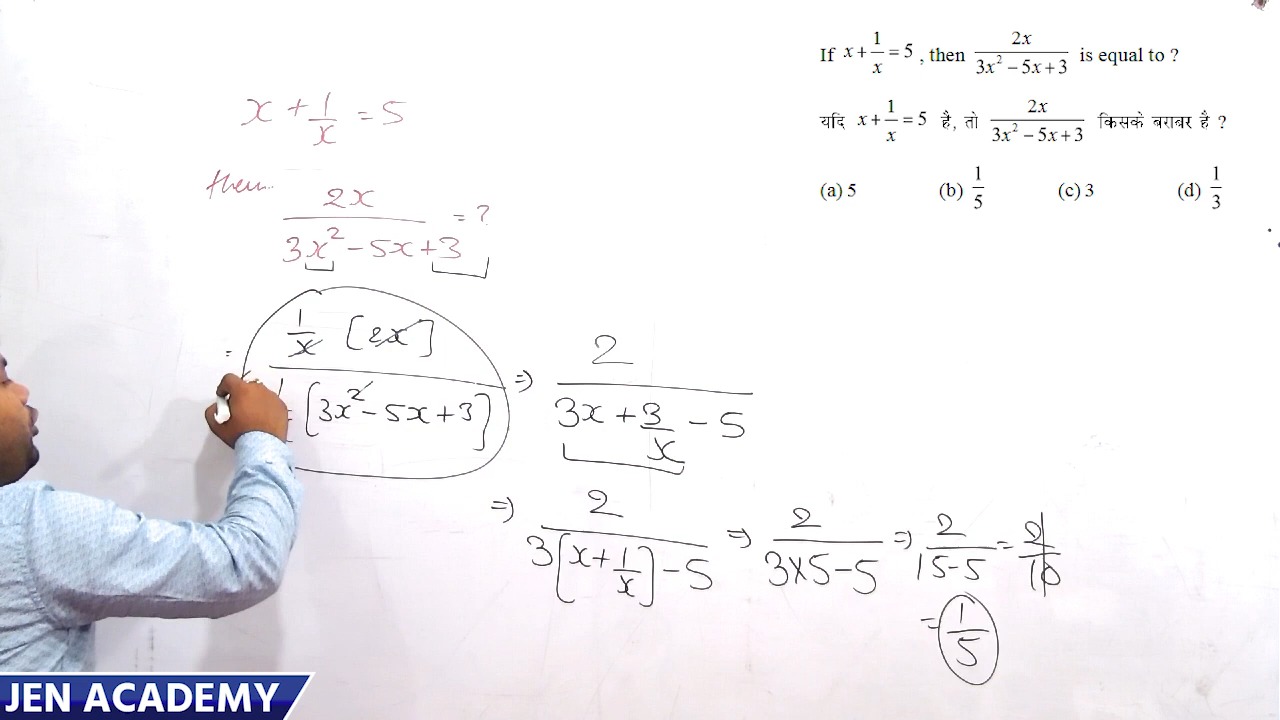 If x + 1/x = 5 , then 2x/(3x² − 5x + 3) is equal to ?
यदि x + 1/x = 5 है, तो 2x/(3x² − 5x + 3) किसके बराबर है ?
(a) 5 (b) 1/5 (c) 3 (d) 1/3
x + 1/x = 5
then..
2x/(3x² − 5x + 3) = ?
= 1/x [2x] / [3x² − 5x + 3] ⇒ 2/(3x + 3/x − 5)
⇒ 2/(3[x + 1/x] − 5) ⇒ 2/(3×5−5) ⇒ 2/(15-5) = 2/10
= 1/5
JEN ACADEMY